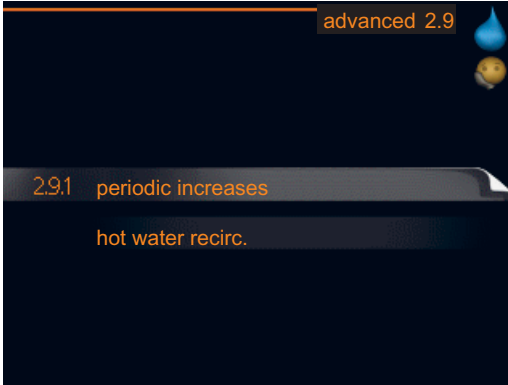 advanced 2.9
2.9.1 periodic increases
hot water recirc.